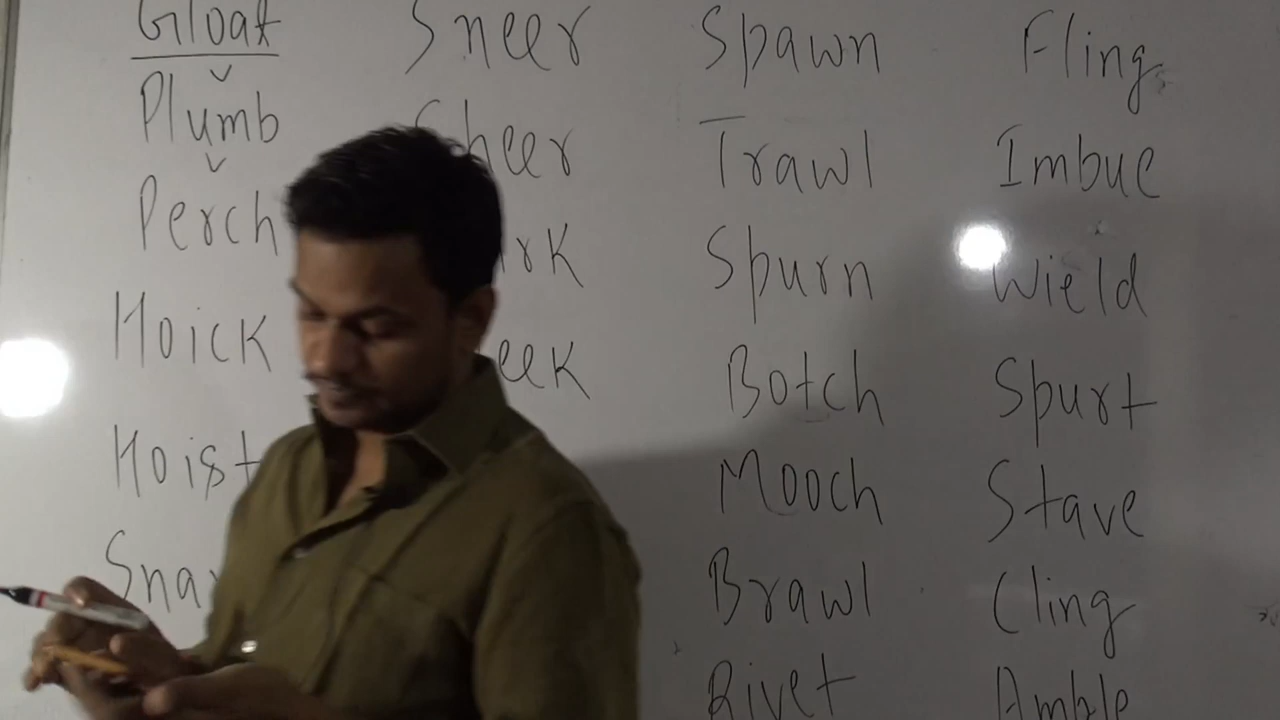 Gloat Sneer Spawn Fling
Plumb Trawl Imbue
Perch Spurn Wield
Hoick Botch Spurt
Hoist Mooch Stave
Brawl Cling
Rivet Amble